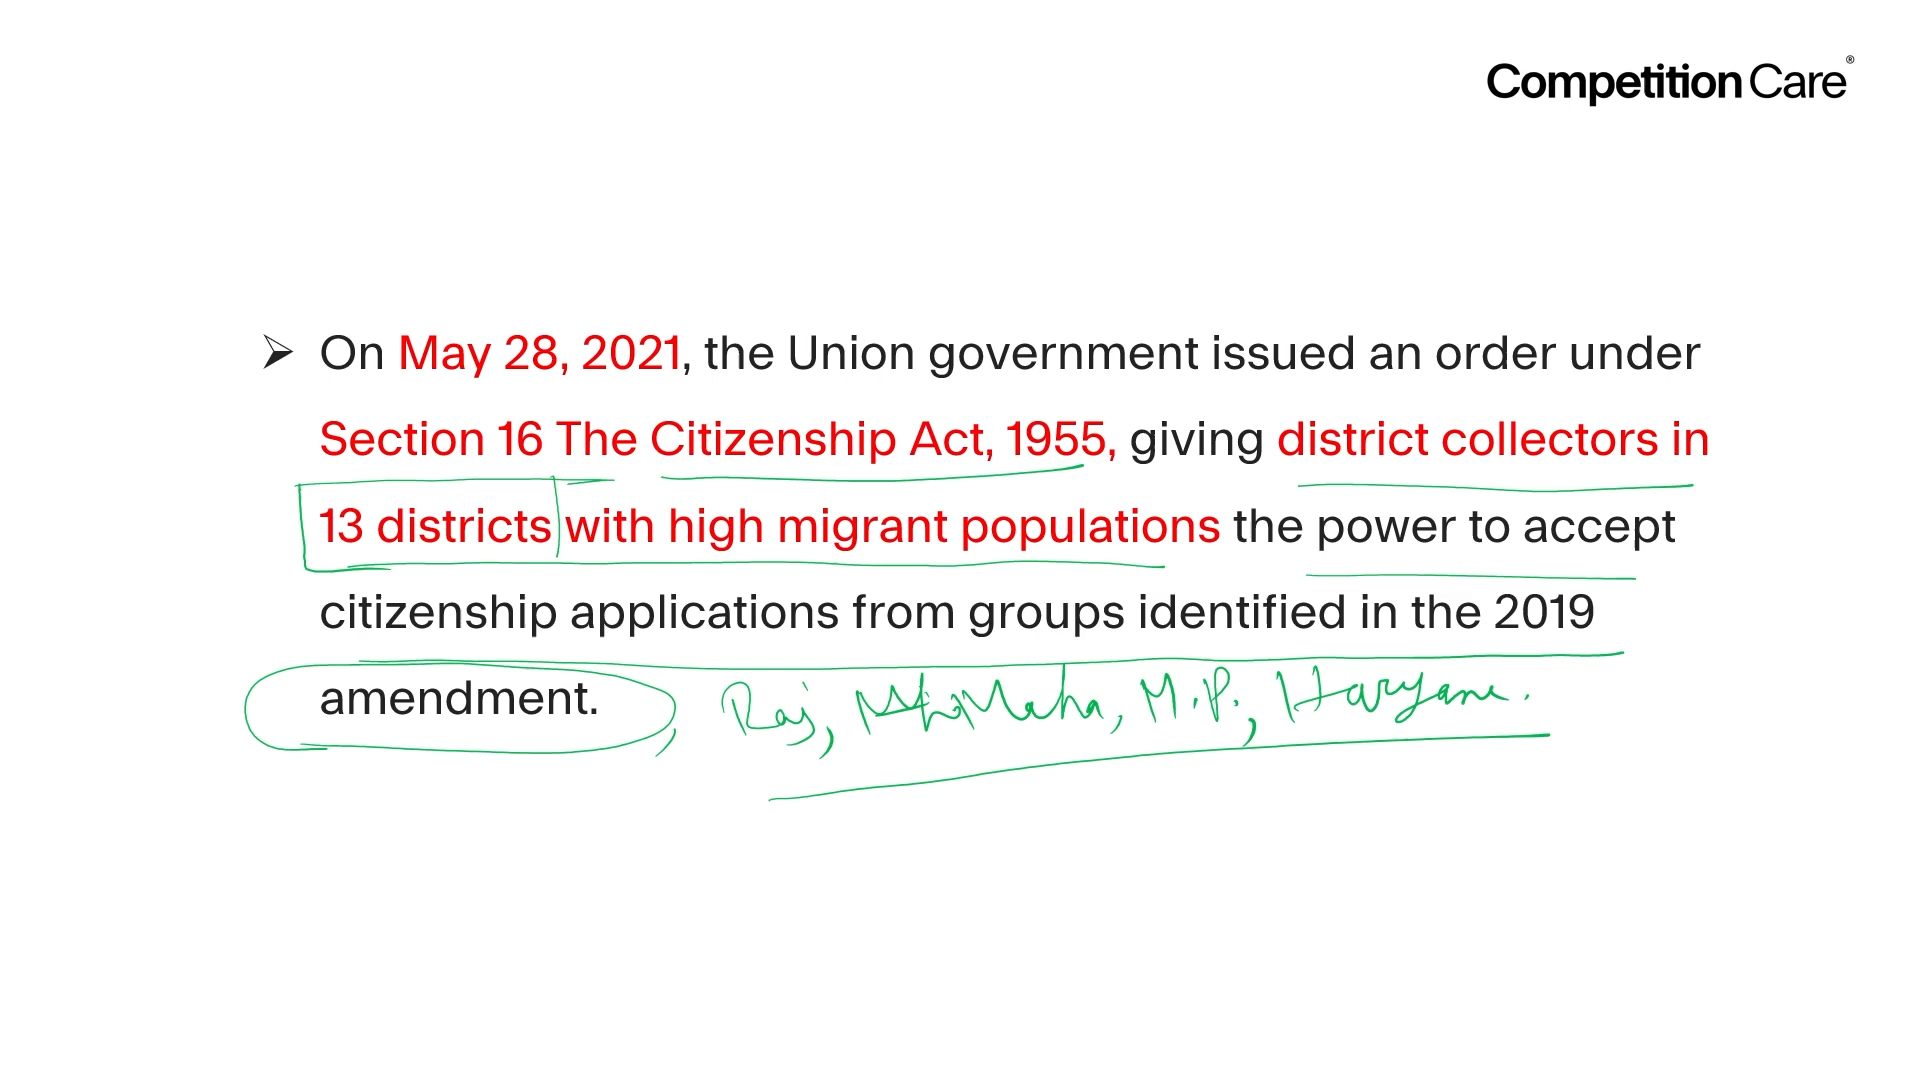 Competition Care®
➢ On May 28, 2021, the Union government issued an order under
Section 16 The Citizenship Act, 1955, giving district collectors in
13 districts with high migrant populations the power to accept
citizenship applications from groups identified in the 2019
amendment. , Raj, Maha, M.P., Haryana.